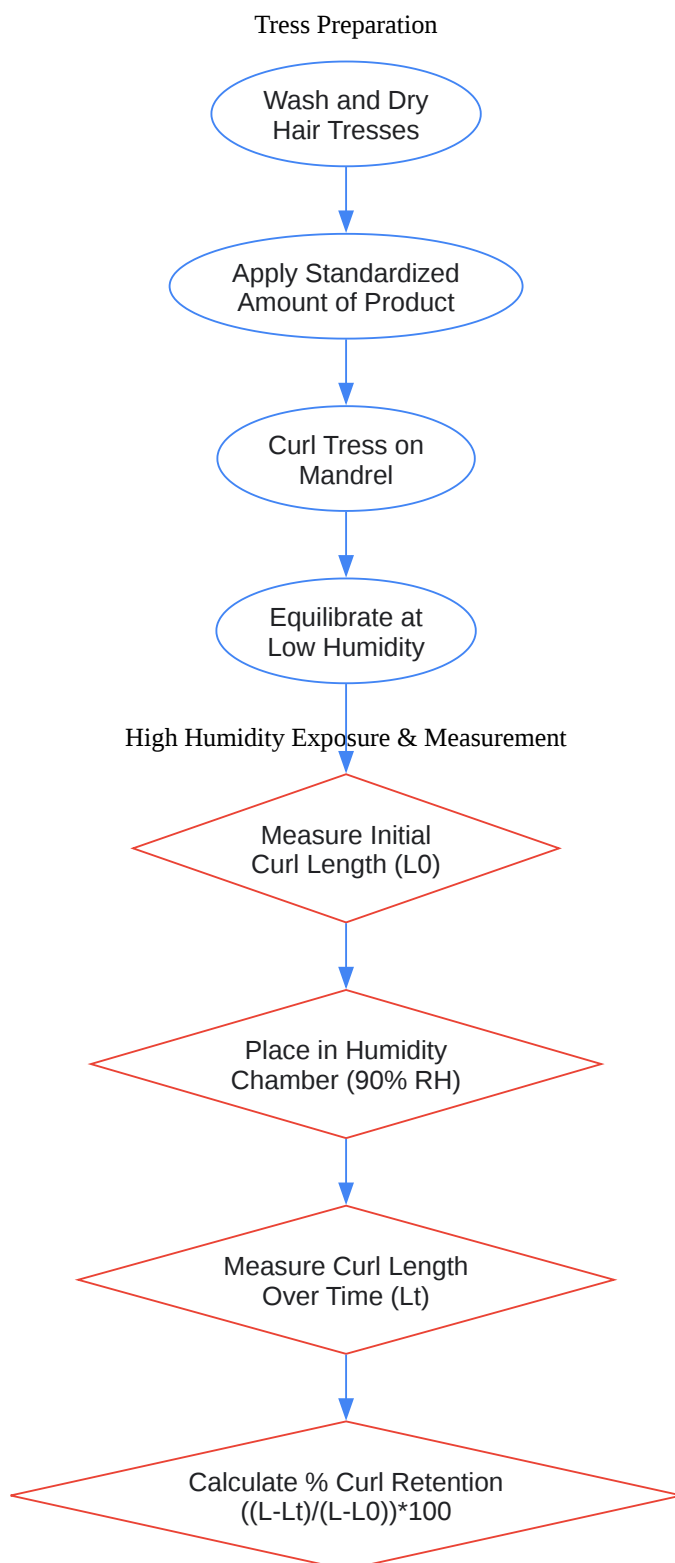 Tress Preparation
Wash and Dry
Hair Tresses
Apply Standardized
Amount of Product
Curl Tress on
Mandrel
Equilibrate at
Low Humidity
High Humidity Exposure & Measurement
Measure Initial
Curl Length (L0)
Place in Humidity
Chamber (90% RH)
Measure Curl Length
Over Time (Lt)
Calculate % Curl Retention
((L-Lt)/(L-L0))*100